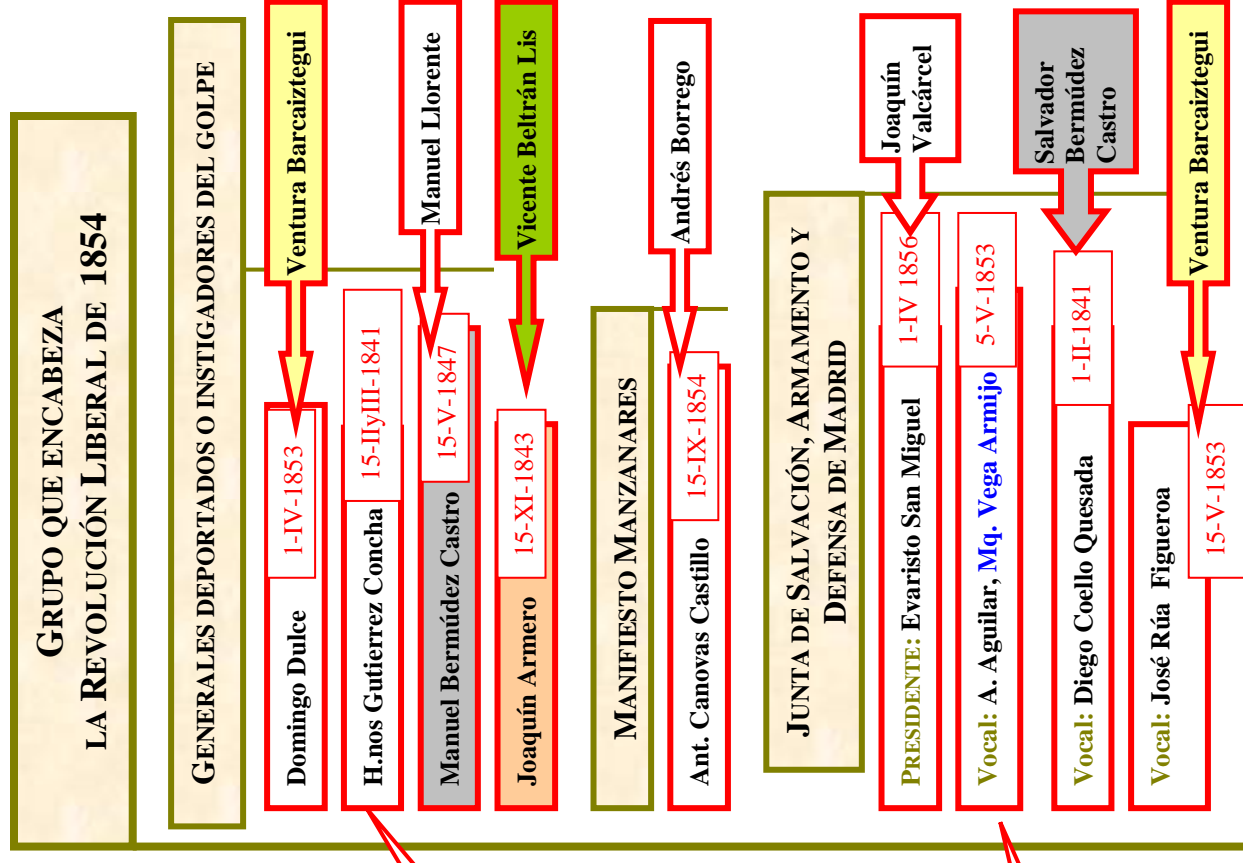 GRUPO QUE ENCABEZA
LA REVOLUCIÓN LIBERAL DE 1854
GENERALES DEPORTADOS O INSTIGADORES DEL GOLPE
Domingo Dulce
1-IV-1853
Ventura Barcaiztegui
H.nos Gutierrez Concha
15-IIyIII-1841
Manuel Bermúdez Castro
15-V-1847
Manuel Llorente
Joaquín Armero
15-XI-1843
Vicente Beltrán Lis
MANIFIESTO MANZANARES
Ant. Canovas Castillo
15-IX-1854
Andrés Borrego
JUNTA DE SALVACIÓN, ARMAMENTO Y
DEFENSA DE MADRID
PRESIDENTE: Evaristo San Miguel
1-IV 1856
Joaquín
Valcárcel
Vocal: A. Aguilar, Mq. Vega Armijo
5-V-1853
Vocal: Diego Coello Quesada
1-II-1841
Salvador
Bermúdez
Castro
Vocal: José Rúa Figueroa
15-V-1853
Ventura Barcaiztegui